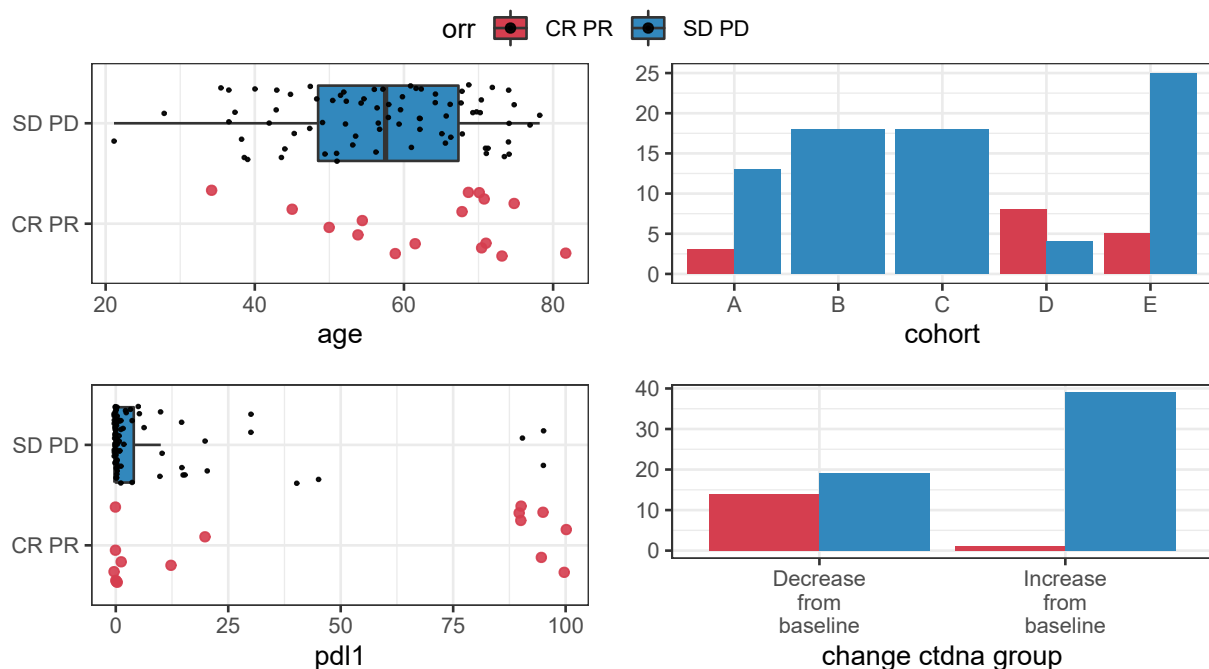 orr CR PR SD PD
SD PD
CR PR
20 40 60 80
age
25
20
15
10
5
0
A B C D E
cohort
SD PD
CR PR
0 25 50 75 100
pdl1
40
30
20
10
0
Decrease
from
baseline
Increase
from
baseline
change ctdna group